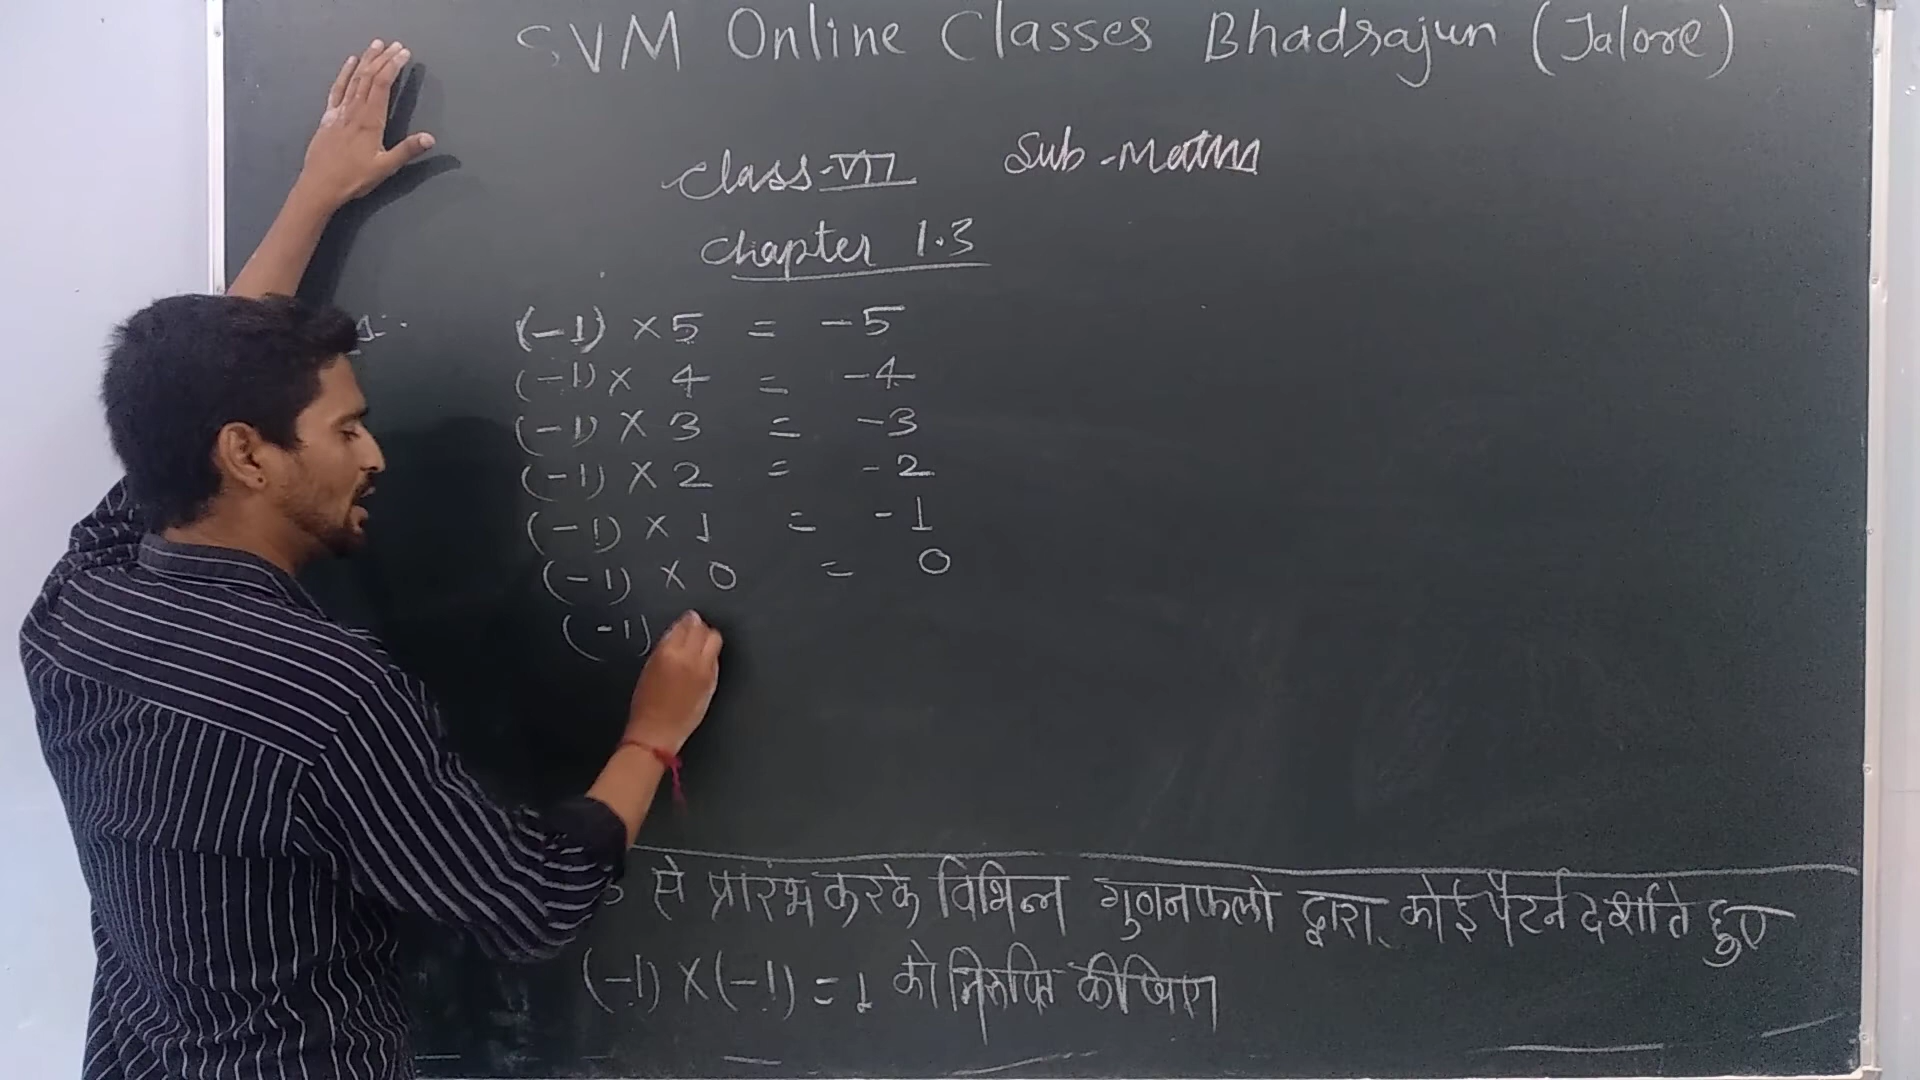 SVM Online Classes Bhadrajun (Jalore)
Class-VII Sub-Maths
Chapter 1.3
(-1) × 5 = -5
(-1) × 4 = -4
(-1) × 3 = -3
(-1) × 2 = -2
(-1) × 1 = -1
(-1) × 0 = 0
(-1)
से प्रारंभ करके विभिन्न गुणनफलो द्वारा, कोई पैटर्न दर्शाते हुए
(-1) × (-1) = 1 को निरूपित कीजिए